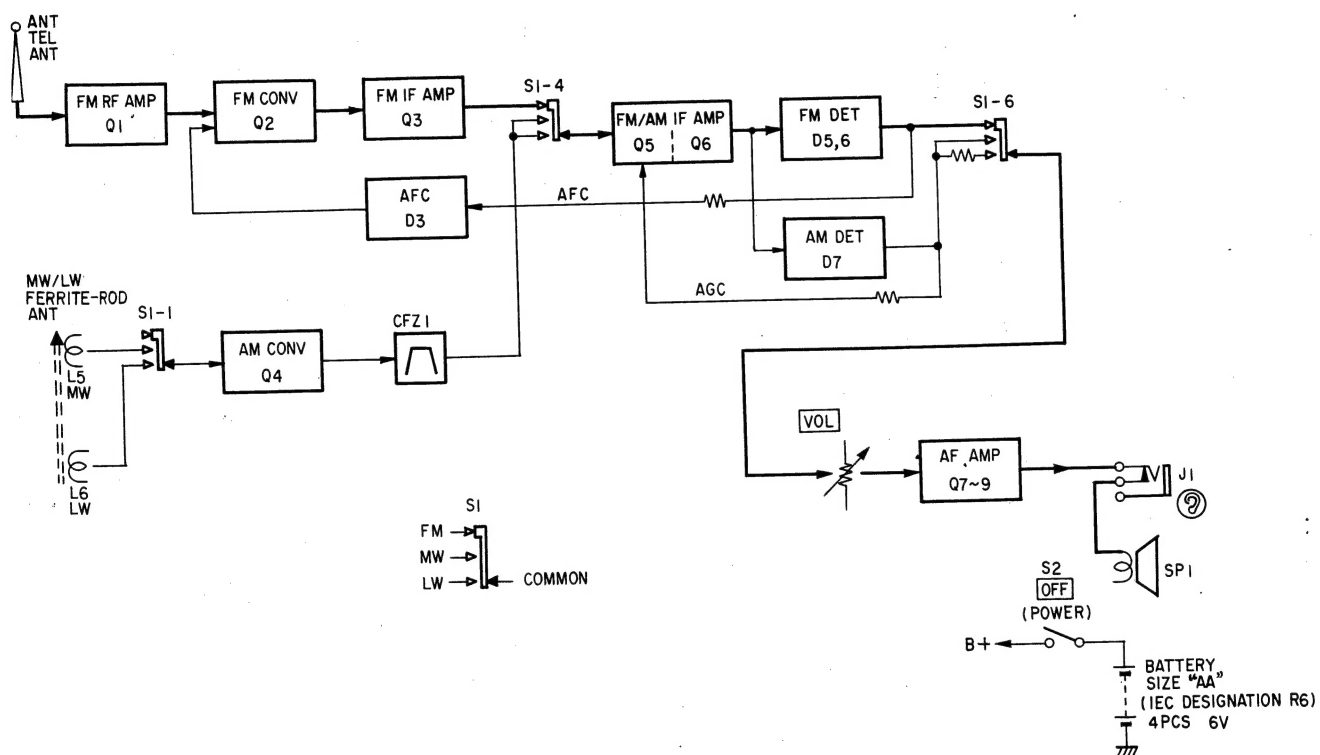 ANT
TEL
ANT
FM RF AMP
Q1
FM CONV
Q2
FM IF AMP
Q3
S1-4
FM/AM IF AMP
Q5 Q6
FM DET
D5,6
S1-6
AFC
D3
AFC
AM DET
D7
AGC
MW/LW
FERRITE-ROD
ANT
S1-1
L5
MW
L6
LW
AM CONV
Q4
CFZ1
VOL
AF AMP
Q7~9
J1
SP1
S1
FM
MW
LW
COMMON
S2
OFF
(POWER)
B+
BATTERY
SIZE "AA"
(IEC DESIGNATION R6)
4PCS 6V